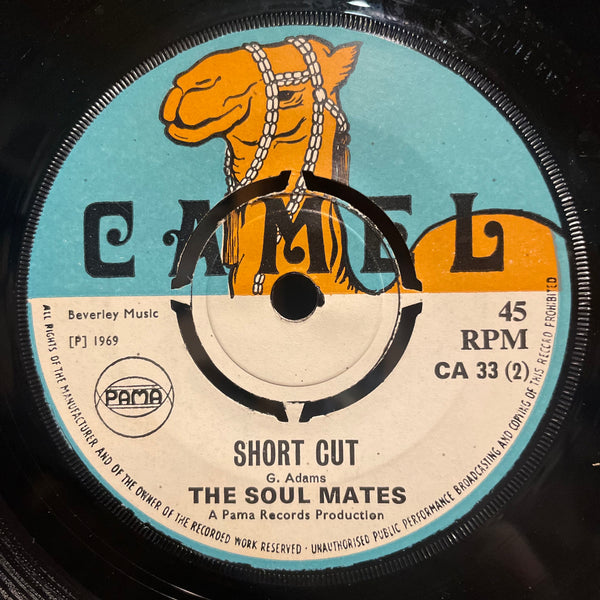 CAMEL
Beverley Music
[P] 1969
PAMA
45
RPM
CA 33 (2)
SHORT CUT
G. Adams
THE SOUL MATES
A Pama Records Production
ALL RIGHTS OF THE MANUFACTURER AND OF THE OWNER OF THE RECORDED WORK RESERVED · UNAUTHORISED PUBLIC PERFORMANCE BROADCASTING AND COPYING OF THIS RECORD PROHIBITED